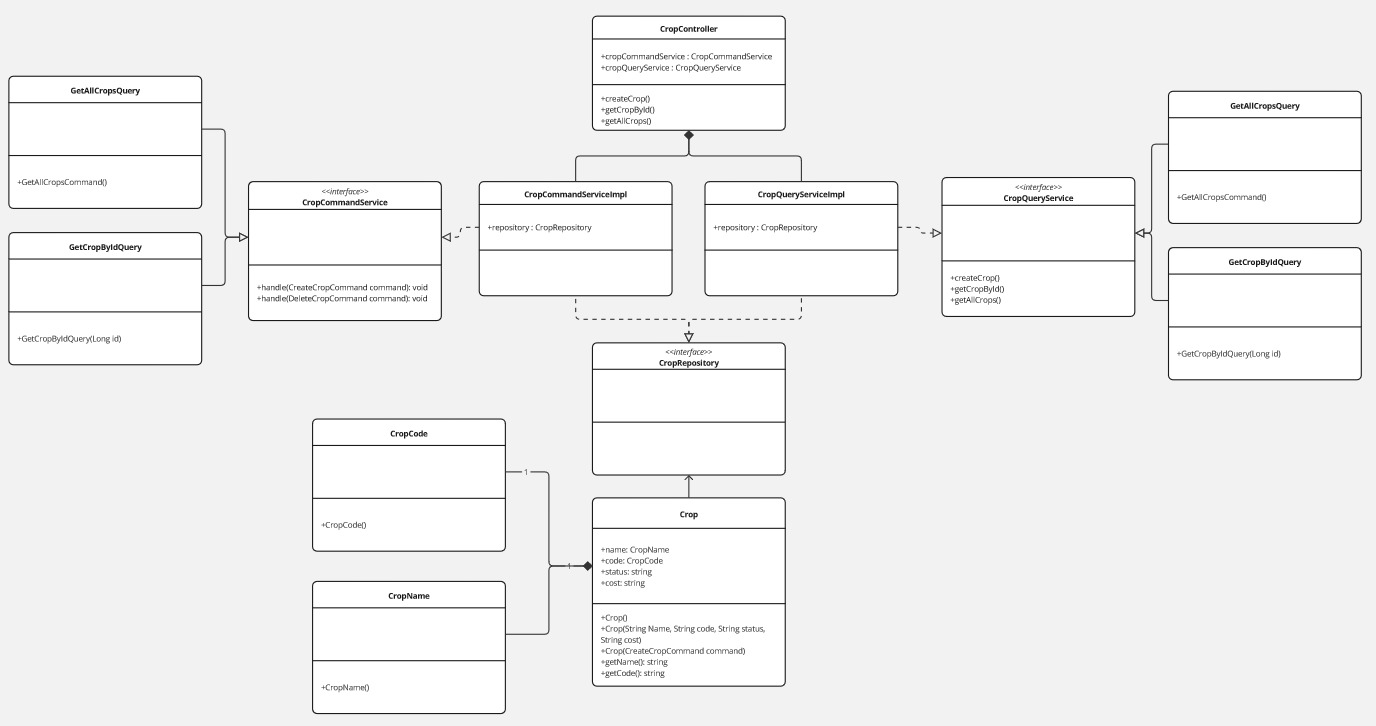 CropController
+cropCommandService : CropCommandService
+cropQueryService : CropQueryService
+createCrop()
+getCropById()
+getAllCrops()
GetAllCropsQuery
+GetAllCropsCommand()
GetCropByIdQuery
+GetCropByIdQuery(Long id)
<<interface>>
CropCommandService
+handle(CreateCropCommand command): void
+handle(DeleteCropCommand command): void
CropCommandServiceImpl
+repository : CropRepository
CropQueryServiceImpl
+repository : CropRepository
<<interface>>
CropQueryService
+createCrop()
+getCropById()
+getAllCrops()
GetAllCropsQuery
+GetAllCropsCommand()
GetCropByIdQuery
+GetCropByIdQuery(Long id)
<<interface>>
CropRepository
CropCode
+CropCode()
1
1
CropName
+CropName()
Crop
+name: CropName
+code: CropCode
+status: string
+cost: string
+Crop()
+Crop(String Name, String code, String status,
String cost)
+Crop(CreateCropCommand command)
+getName(): string
+getCode(): string